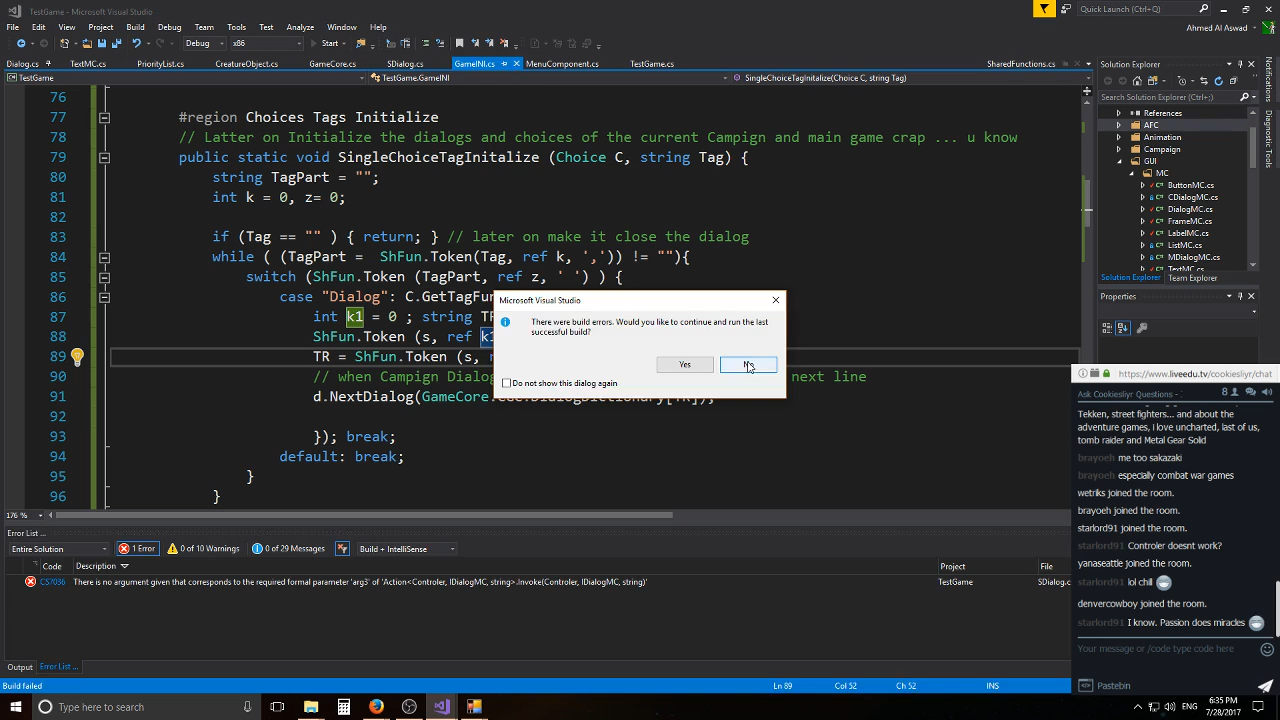 TestGame - Microsoft Visual Studio
Quick Launch (Ctrl+Q)
File Edit View Project Build Debug Team Tools Test Analyze Window Help
Ahmed Al Aswad
Debug x86 Start
Dialog.cs TextMC.cs PriorityList.cs CreatureObject.cs GameCore.cs SDialog.cs GameINI.cs MenuComponent.cs TestGame.cs SharedFunctions.cs
TestGame TestGame.GameINI SingleChoiceTagInitalize(Choice C, string Tag)
76
77 #region Choices Tags Initialize
78 // Latter on Initialize the dialogs and choices of the current Campign and main game crap ... u know
79 public static void SingleChoiceTagInitalize (Choice C, string Tag) {
80 string TagPart = "";
81 int k = 0, z= 0;
82
83 if (Tag == "" ) { return; } // later on make it close the dialog
84 while ( (TagPart = ShFun.Token(Tag, ref k, ',')) != ""){
85 switch (ShFun.Token (TagPart, ref z, ' ') ) {
86 case "Dialog": C.GetTagFun
87 int k1 = 0 ; string TR
88 ShFun.Token (s, ref k1
89 TR = ShFun.Token (s,
90 // when Campign Dialo next line
91 d.NextDialog(
92
93 }); break;
94 default: break;
95 }
96 }
Microsoft Visual Studio
There were build errors. Would you like to continue and run the last
successful build?
Yes
Do not show this dialog again
176 %
Error List ...
Entire Solution 1 Error 0 of 10 Warnings 0 of 29 Messages Build + IntelliSense
Code Description Project File
CS7036 There is no argument given that corresponds to the required formal parameter 'arg3' of 'Action<Controler, IDialogMC, string>.Invoke(Controler, IDialogMC, string)' TestGame SDialog.cs
Output Error List ...
Build failed Ln 89 Col 52 Ch 52 INS
Solution Explorer
Search Solution Explorer (Ctrl+;)
References
AFC
Animation
Campaign
GUI
MC
ButtonMC.cs
CDialogMC.cs
DialogMC.cs
FrameMC.cs
LabelMC.cs
ListMC.cs
MDialogMC.cs
TextMC.cs
Solution Explorer Team Explorer
Properties
Notifications
Diagnostic Tools
https://www.liveedu.tv/cookiesliyr/chat
Ask Cookiesliyr Questions - 8
Tekken, street fighters... and about the
adventure games, I love uncharted, last of us,
tomb raider and Metal Gear Solid
brayoeh me too sakazaki
brayoeh especially combat war games
wetriks joined the room.
brayoeh joined the room.
starlord91 joined the room.
starlord91 Controler doesnt work?
yanaseattle joined the room.
starlord91 lol chill
denvercowboy joined the room.
starlord91 I know. Passion does miracles
Your message or /code type code here
Pastebin
Type here to search
ENG
6:35 PM
7/28/2017